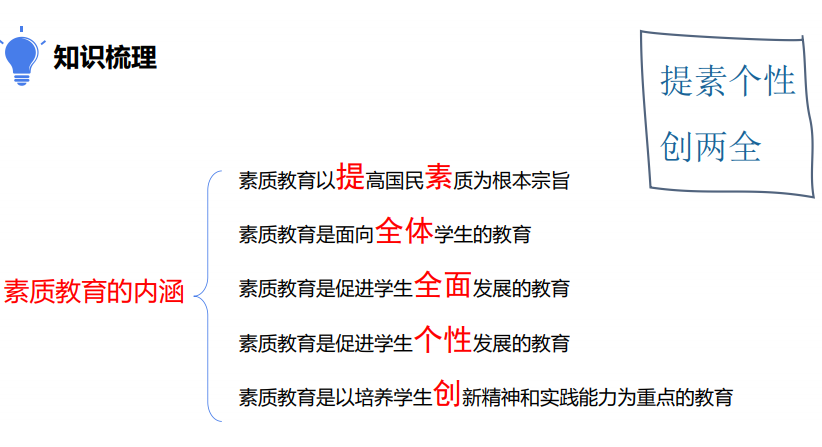 知识梳理
提素个性
创两全
素质教育的内涵
素质教育以提高国民素质为根本宗旨
素质教育是面向全体学生的教育
素质教育是促进学生全面发展的教育
素质教育是促进学生个性发展的教育
素质教育是以培养学生创新精神和实践能力为重点的教育